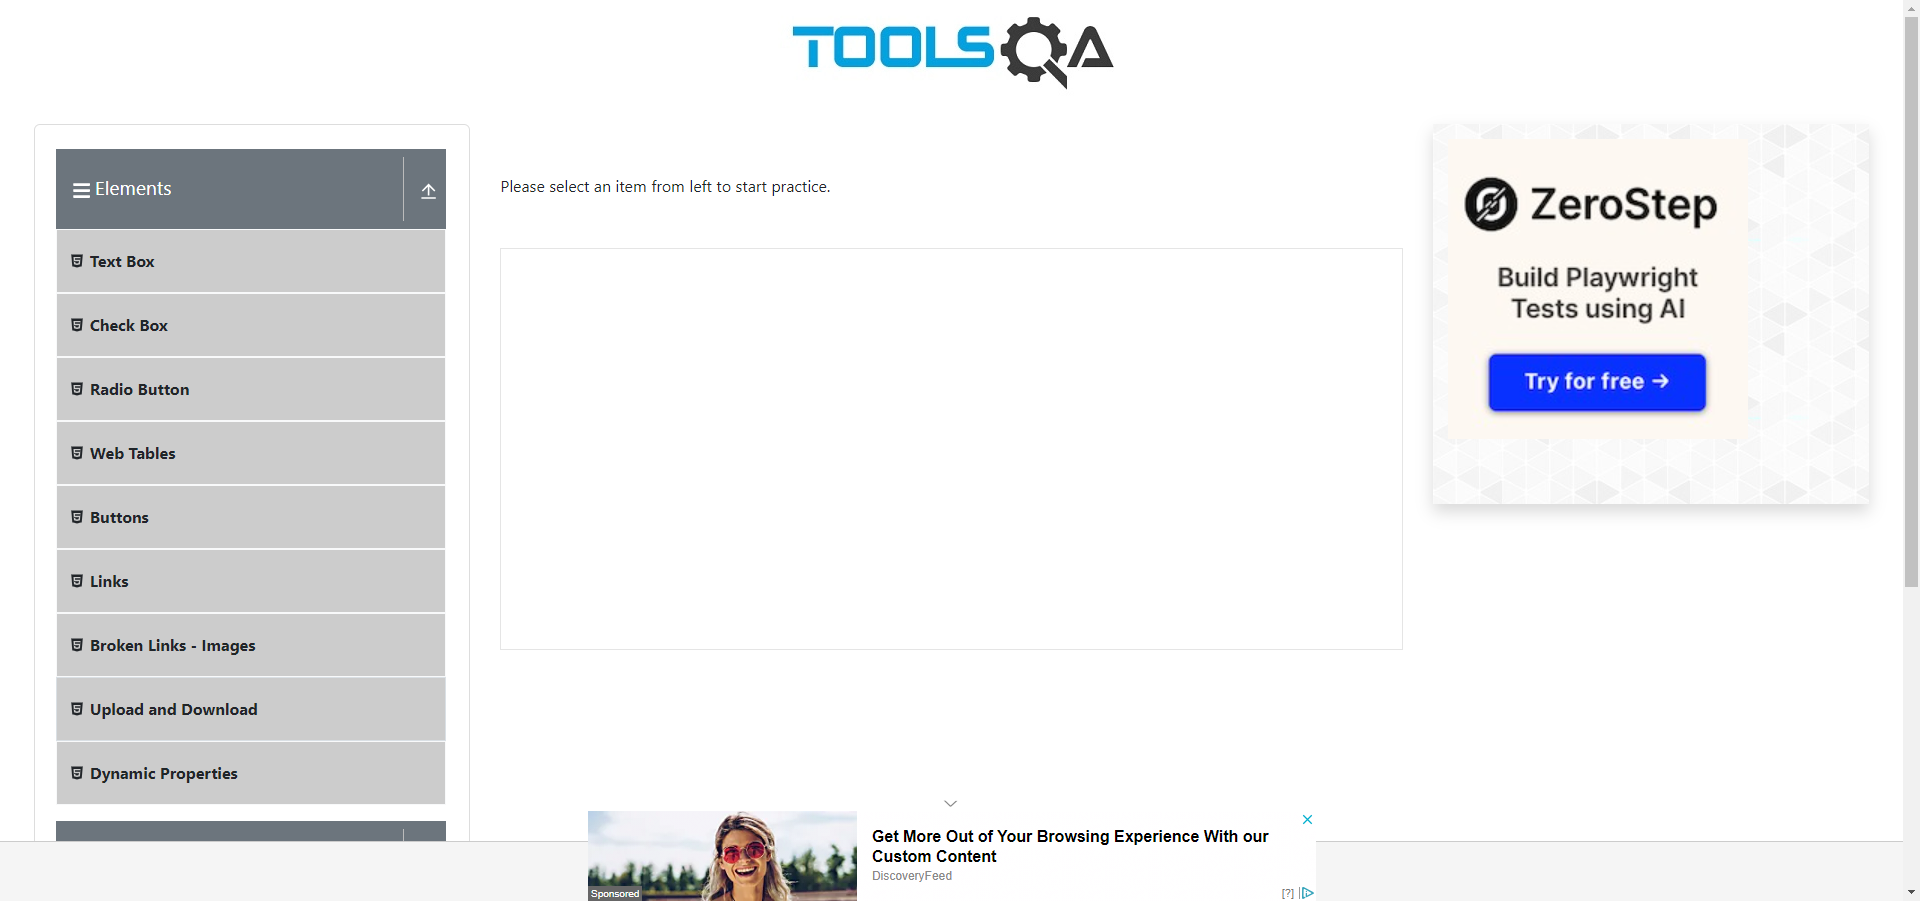 TOOLSQA
Elements
Text Box
Check Box
Radio Button
Web Tables
Buttons
Links
Broken Links - Images
Upload and Download
Dynamic Properties
Please select an item from left to start practice.
ZeroStep
Build Playwright
Tests using AI
Try for free →
Get More Out of Your Browsing Experience With our
Custom Content
DiscoveryFeed
Sponsored
[?]